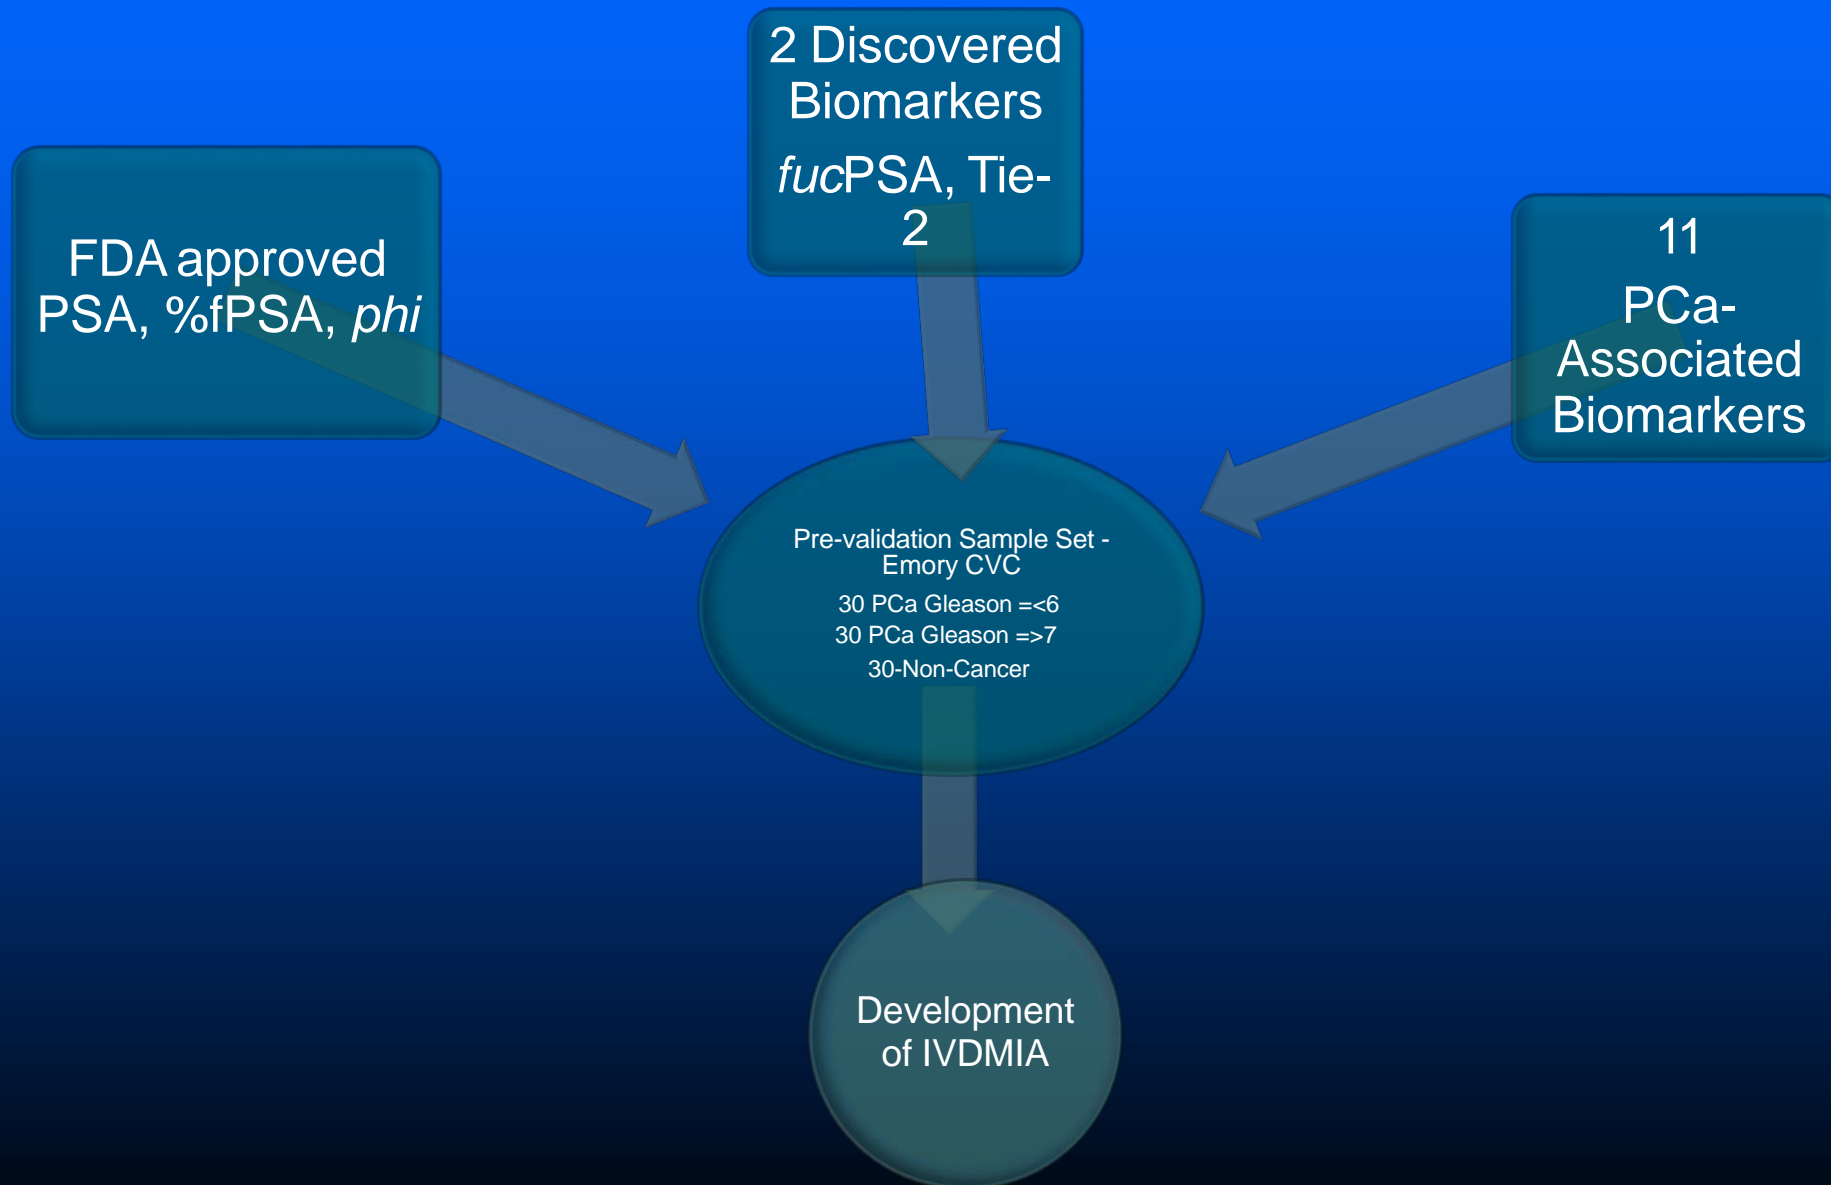 2 Discovered
Biomarkers
fucPSA, Tie-
2
FDA approved
PSA, %fPSA, phi
11
PCa-
Associated
Biomarkers
Pre-validation Sample Set -
Emory CVC
30 PCa Gleason =<6
30 PCa Gleason =>7
30-Non-Cancer
Development
of IVDMIA